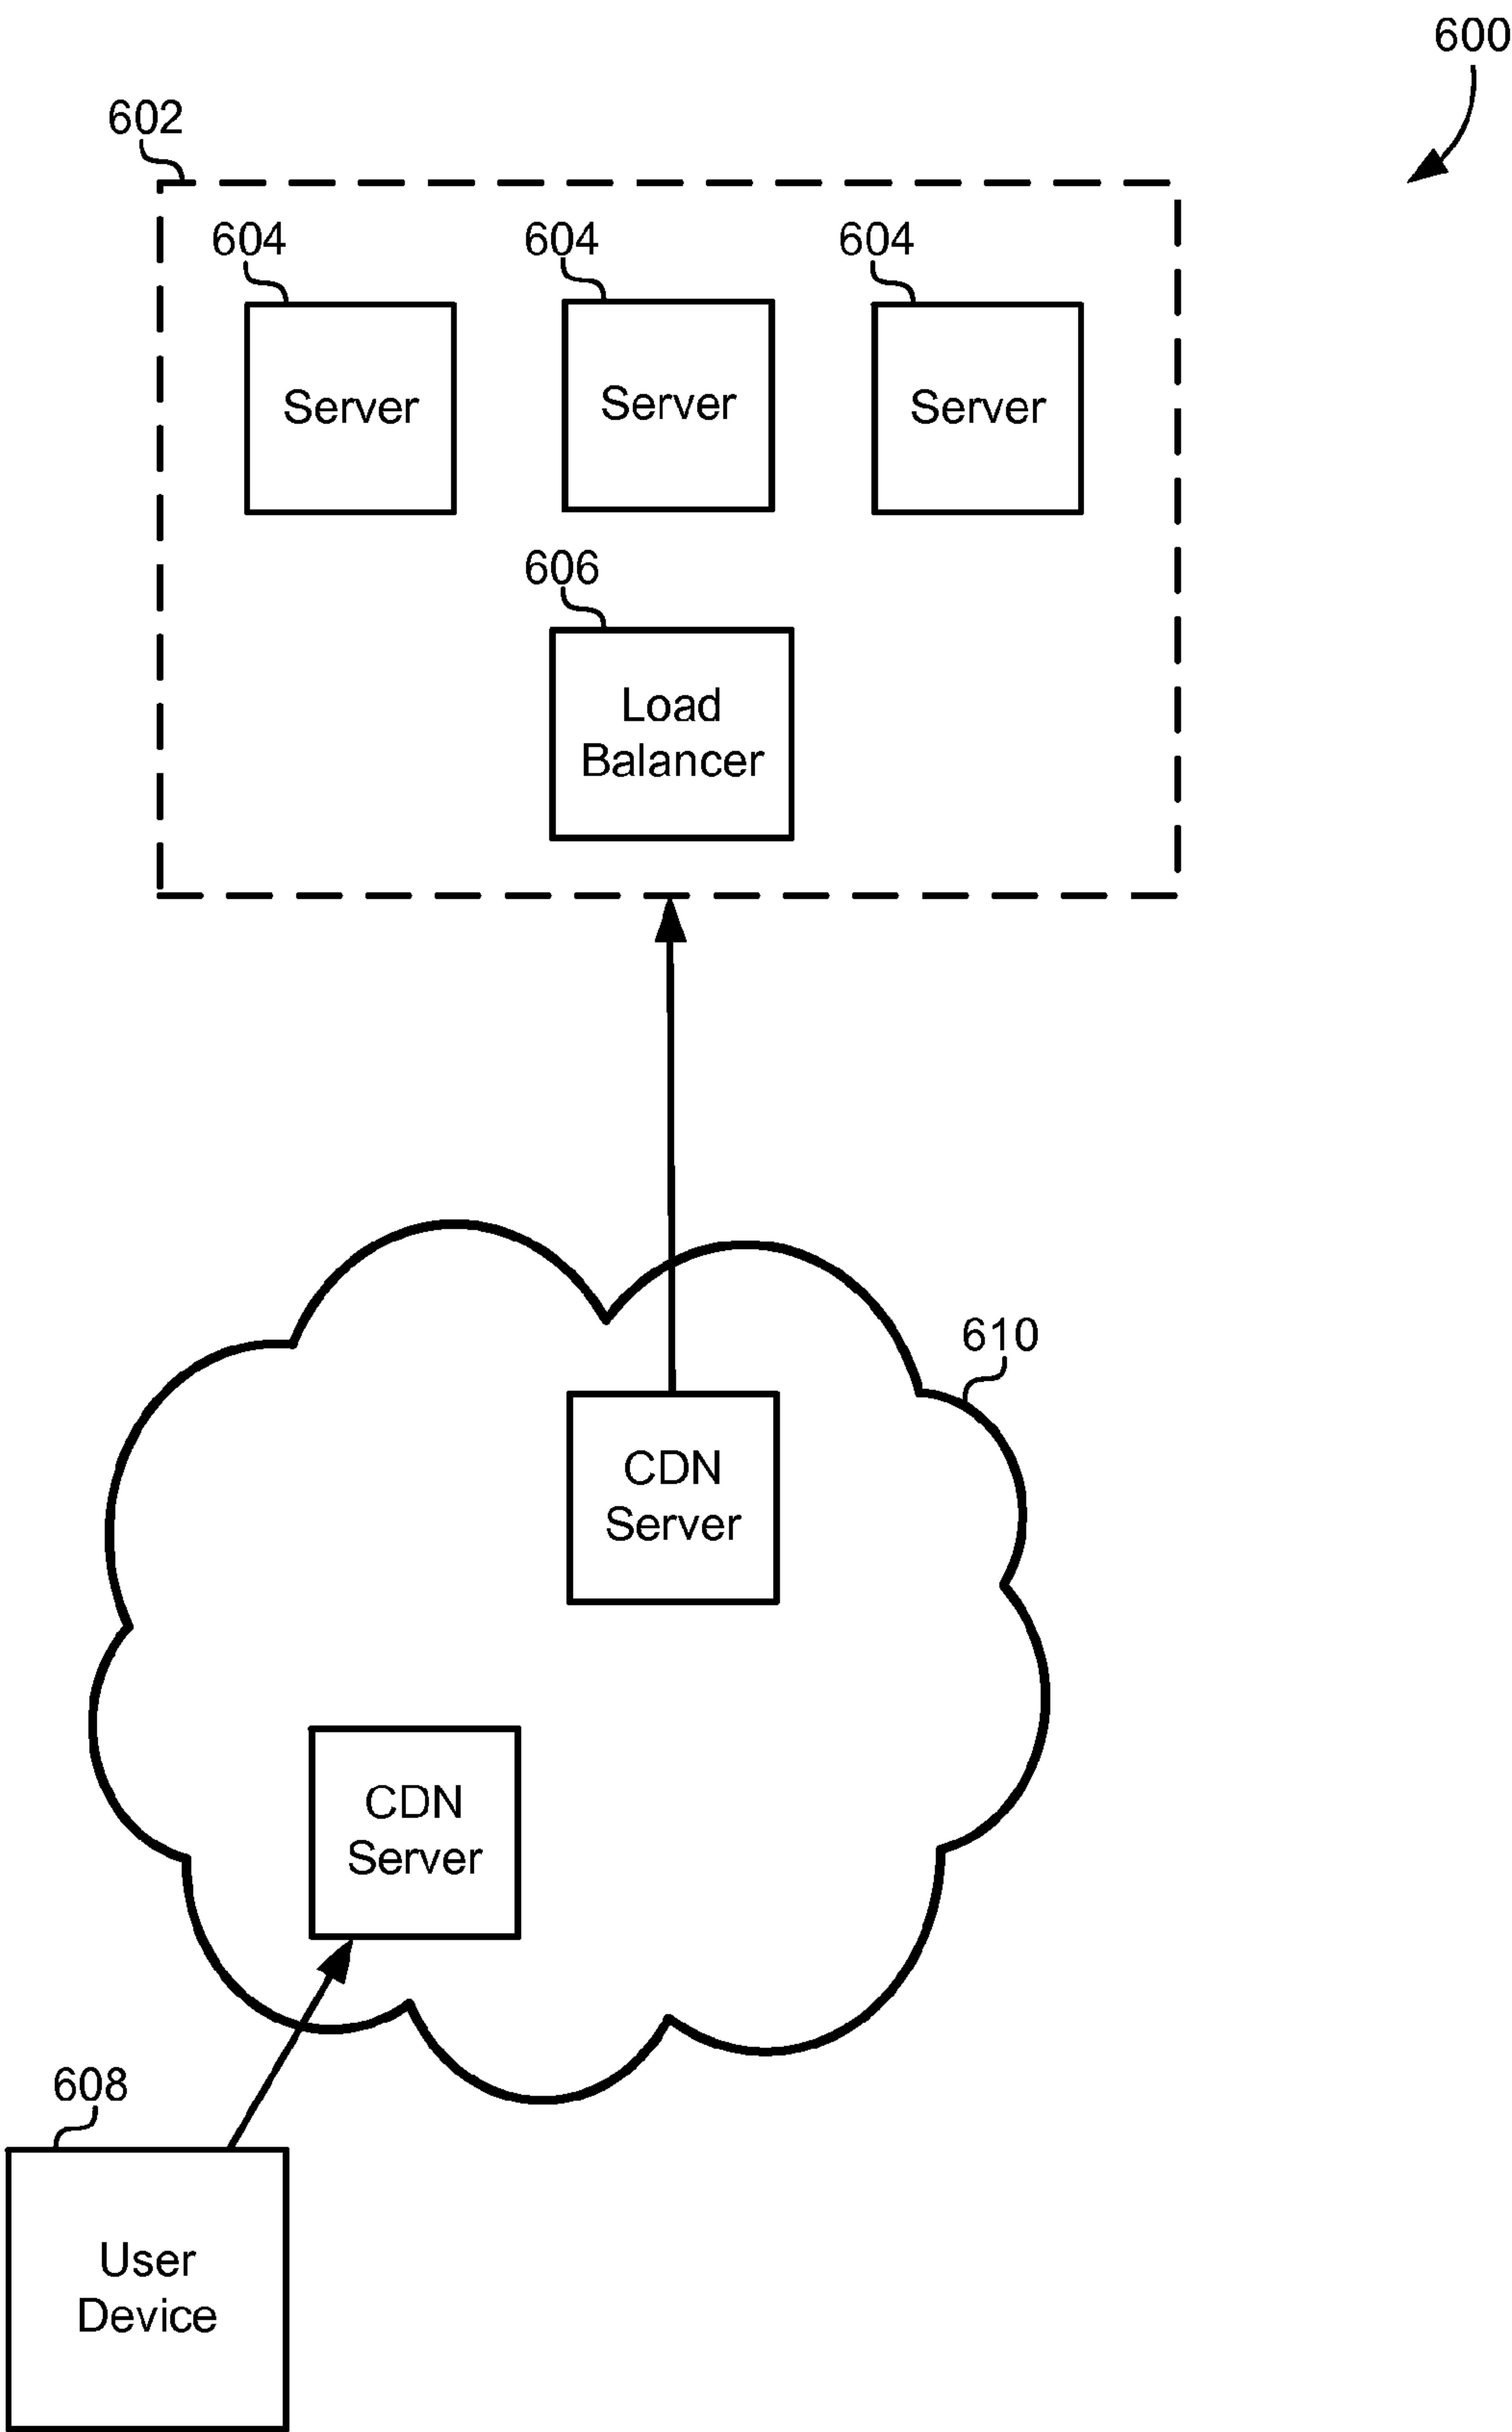 600
602
604 604 604
Server Server Server
606
Load
Balancer
610
CDN
Server
CDN
Server
608
User
Device